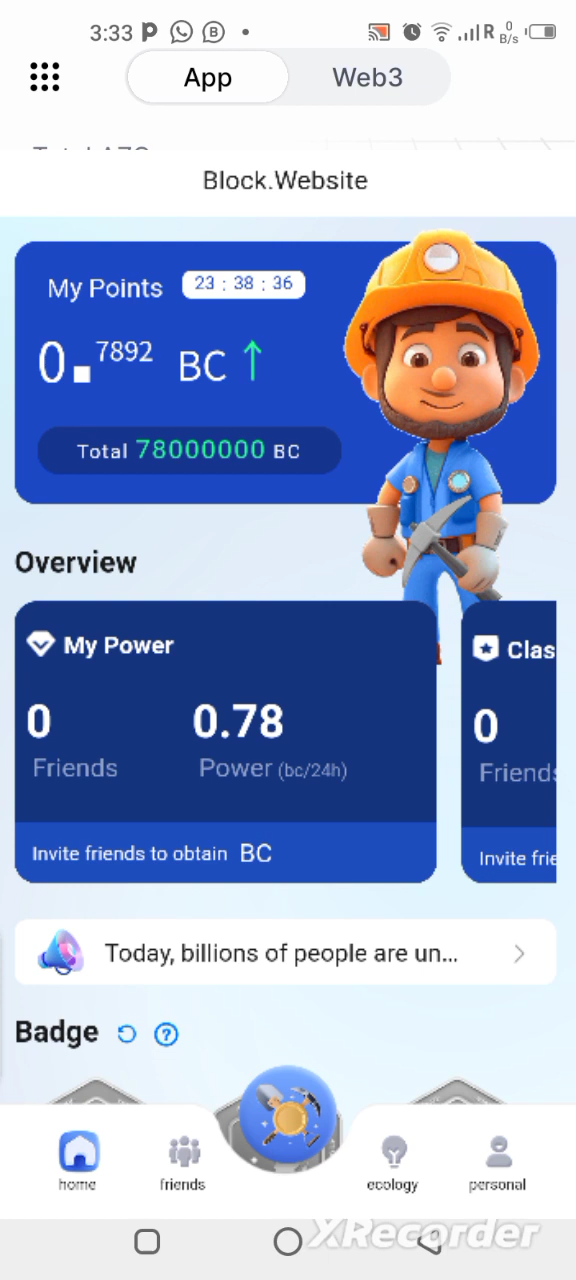 3:33
R 0 B/s
App Web3
Block.Website
My Points 23 : 38 : 36
0.7892 BC ↑
Total 78000000 BC
Overview
My Power
Clas
0 0.78
0
Friends Power (bc/24h)
Friends
Invite friends to obtain BC
Invite frie
Today, billions of people are un...
Badge
home friends ecology personal
XRecorder